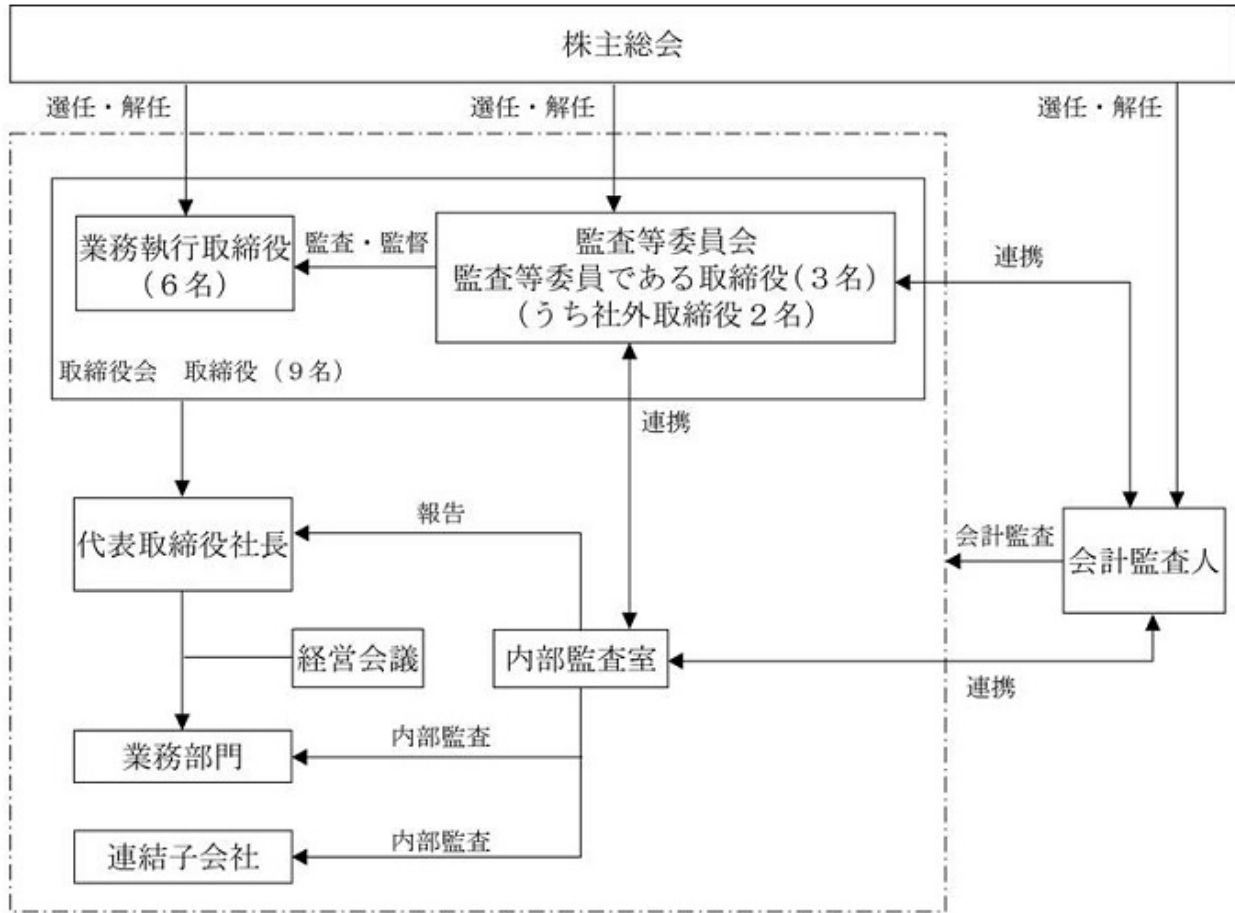 株主総会
選任・解任
選任・解任
選任・解任
業務執行取締役
(6名)
監査・監督
監査等委員会
監査等委員である取締役(3名)
(うち社外取締役2名)
連携
取締役会　取締役(9名)
連携
代表取締役社長
報告
会計監査
会計監査人
経営会議
内部監査室
連携
業務部門
内部監査
連結子会社
内部監査